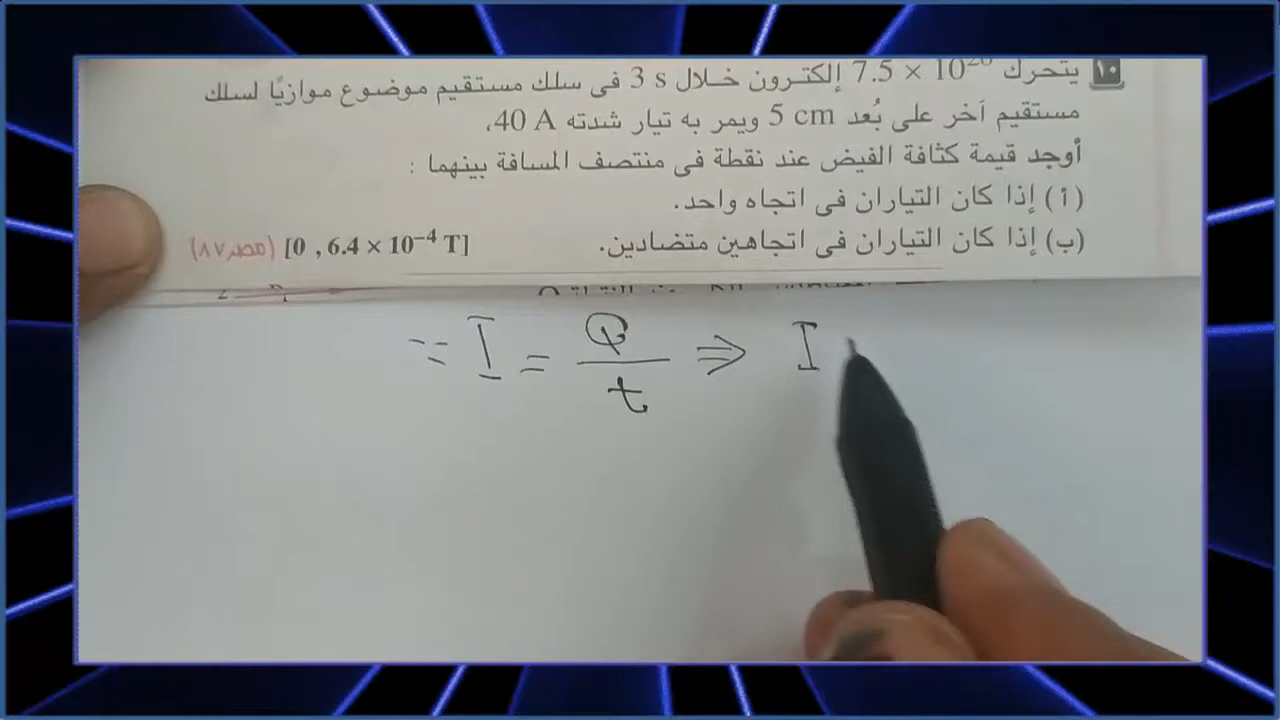 ١٠ يتحرك 7.5 × 10²⁰ إلكترون خلال 3 s فى سلك مستقيم موضوع موازيًا لسلك
مستقيم آخر على بُعد 5 cm ويمر به تيار شدته 40 A،
أوجد قيمة كثافة الفيض عند نقطة فى منتصف المسافة بينهما :
(أ) إذا كان التياران فى اتجاه واحد.
(ب) إذا كان التياران فى اتجاهين متضادين. [0 , 6.4 × 10⁻⁴ T] (مصر ٨٧)
∵ I = Q / t ⇒ I